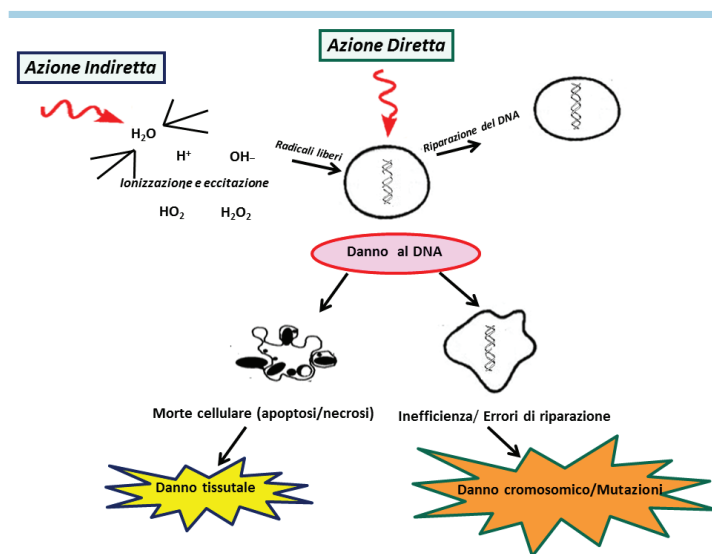 Azione Diretta
Azione Indiretta
H₂O
H⁺
OH–
Radicali liberi
Riparazione del DNA
Ionizzazione e eccitazione
HO₂
H₂O₂
Danno al DNA
Morte cellulare (apoptosi/necrosi)
Inefficienza/ Errori di riparazione
Danno tissutale
Danno cromosomico/Mutazioni